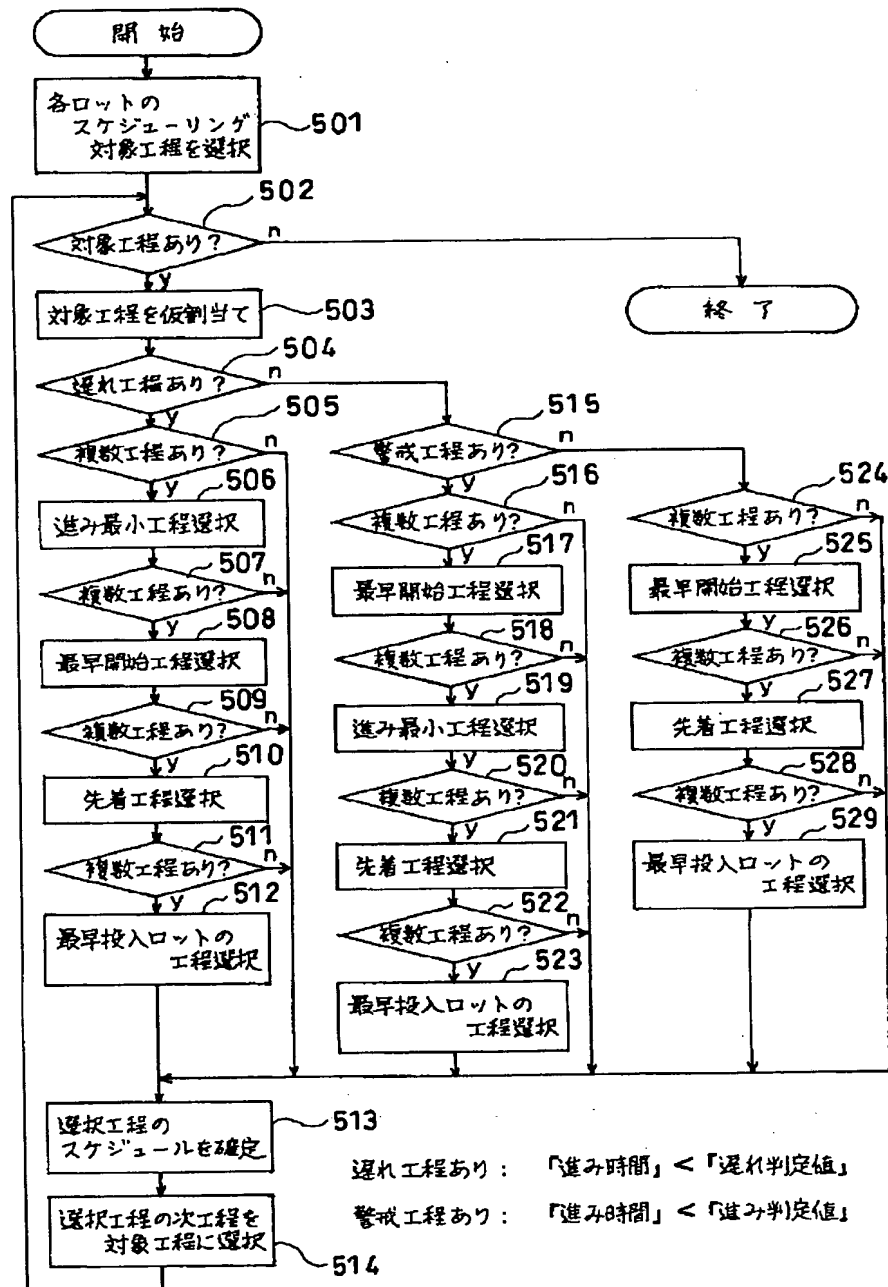 開始
各ロットの
スケジューリング
対象工程を選択
501
502
対象工程あり?
n
y
対象工程を仮割当て
503
終了
504
遅れ工程あり?
n
y
505
複数工程あり?
n
y
506
進み最小工程選択
507
複数工程あり?
n
y
508
最早開始工程選択
509
複数工程あり?
n
y
510
先着工程選択
511
複数工程あり?
n
y
512
最早投入ロットの
工程選択
515
警戒工程あり?
n
y
516
複数工程あり?
n
y
517
最早開始工程選択
518
複数工程あり?
n
y
519
進み最小工程選択
520
複数工程あり?
n
y
521
先着工程選択
522
複数工程あり?
n
y
523
最早投入ロットの
工程選択
524
複数工程あり?
n
y
525
最早開始工程選択
526
複数工程あり?
n
y
527
先着工程選択
528
複数工程あり?
n
y
529
最早投入ロットの
工程選択
選択工程の
スケジュールを確定
513
選択工程の次工程を
対象工程に選択
514
遅れ工程あり: 「進み時間」<「遅れ判定値」
警戒工程あり: 「進み時間」<「進み判定値」